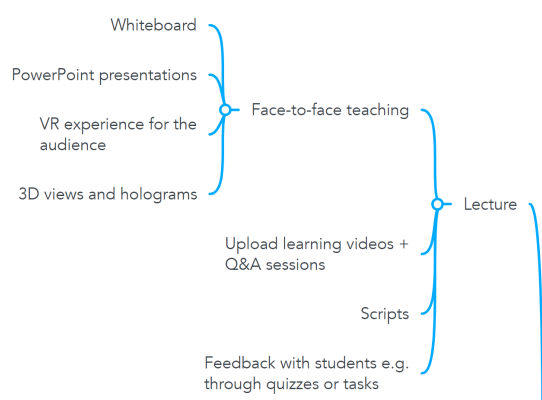 Whiteboard
PowerPoint presentations
VR experience for the
audience
3D views and holograms
Face-to-face teaching
Upload learning videos +
Q&A sessions
Scripts
Feedback with students e.g.
through quizzes or tasks
Lecture